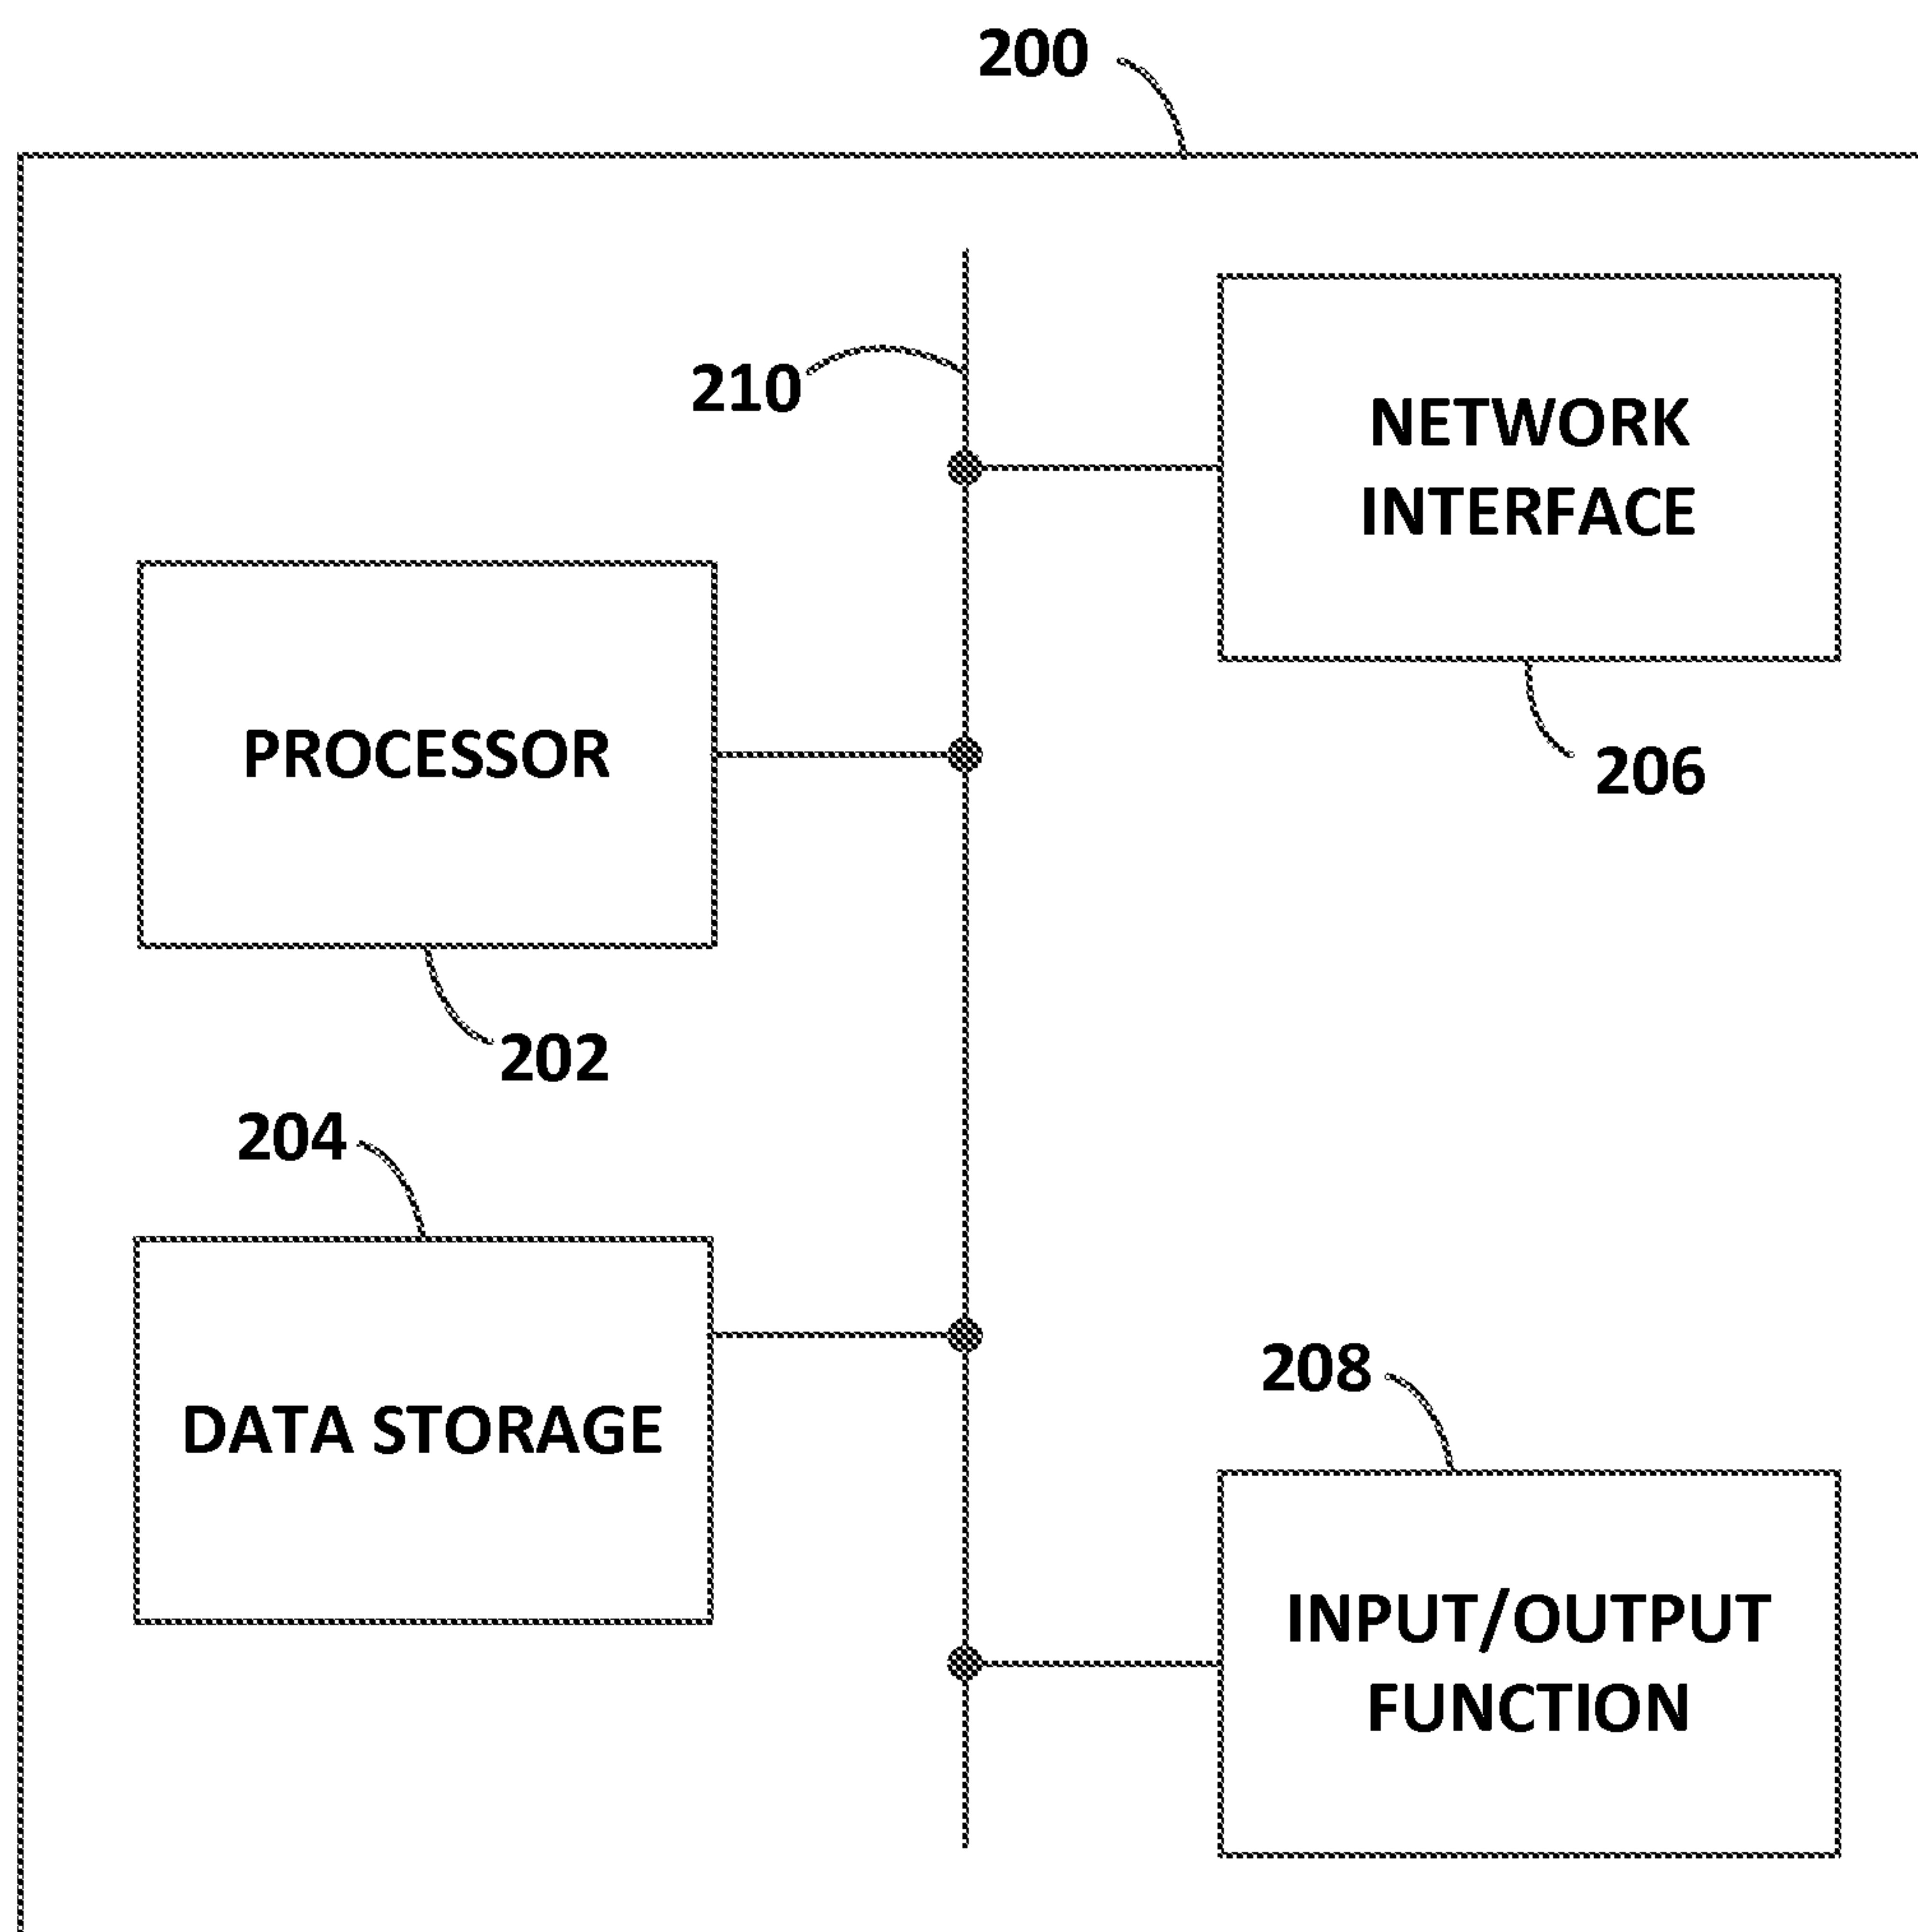 200
210
NETWORK
INTERFACE
206
PROCESSOR
202
204
DATA STORAGE
208
INPUT/OUTPUT
FUNCTION